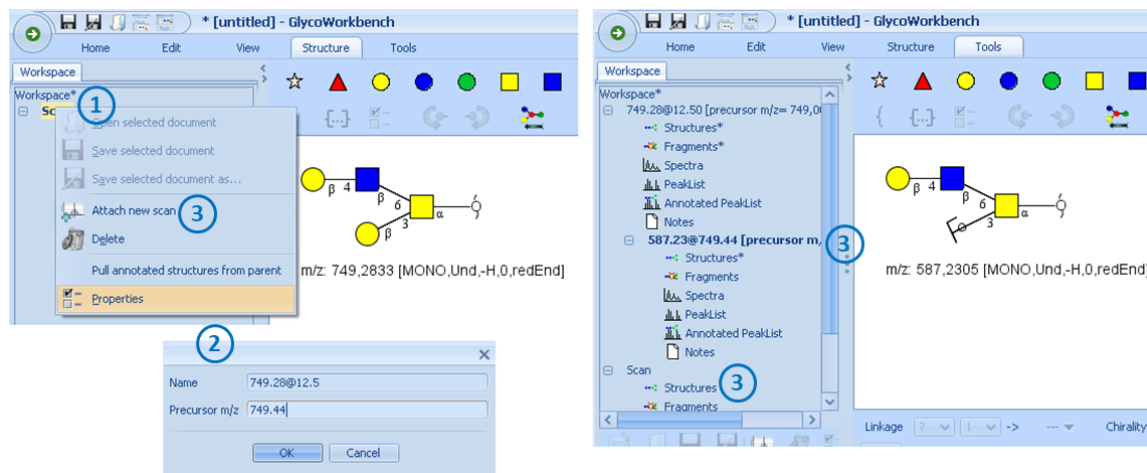 * [untitled] - GlycoWorkbench
Home Edit View Structure Tools
Workspace
Workspace*
1
Open selected document
Save selected document
Save selected document as...
Attach new scan
3
Delete
Pull annotated structures from parent
Properties
β 4 β 6 α
β 3
m/z: 749,2833 [MONO,Und,-H,0,redEnd]
2
Name 749.28@12.5
Precursor m/z 749.44
OK Cancel
* [untitled] - GlycoWorkbench
Home Edit View Structure Tools
Workspace
Workspace*
749.28@12.50 [precursor m/z= 749,0
Structures*
Fragments*
Spectra
PeakList
Annotated PeakList
Notes
587.23@749.44 [precursor m,
3
Structures*
Fragments
Spectra
PeakList
Annotated PeakList
Notes
Scan
Structures
3
Fragments
{ {...}
β 4 β 6 α
3
m/z: 587,2305 [MONO,Und,-H,0,redEnd]
Linkage ? 1 -> --- Chirality